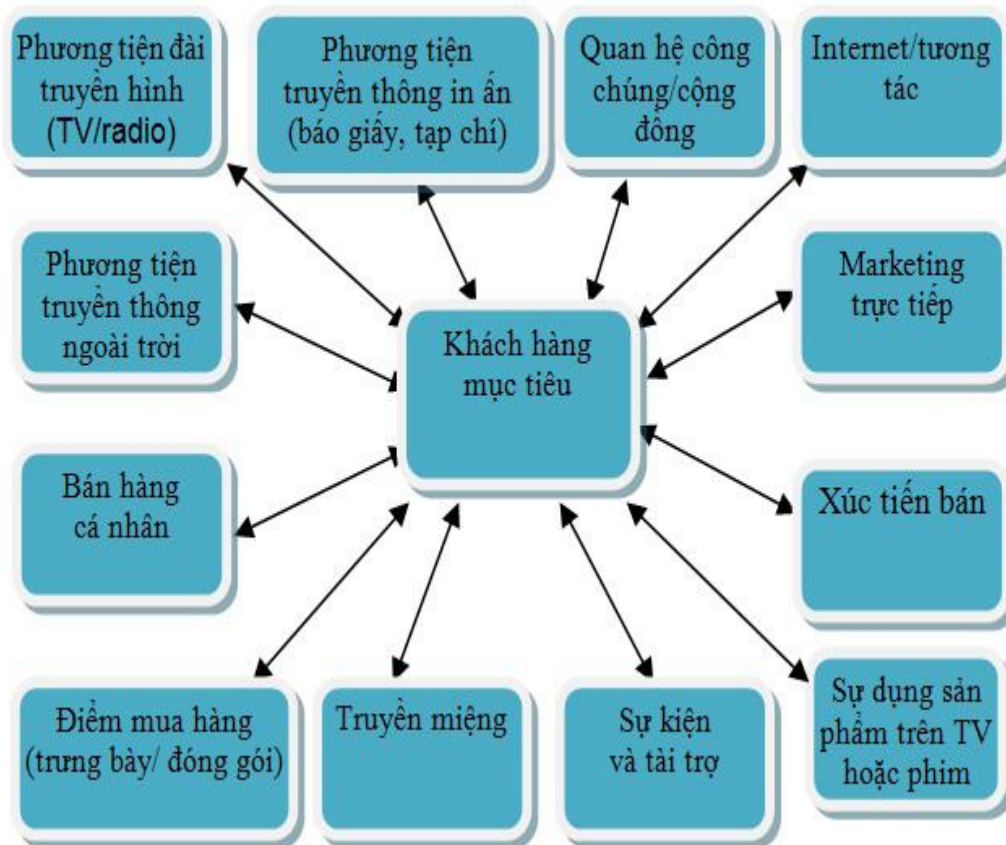 Phương tiện đài
truyền hình
(TV/radio)
Phương tiện
truyền thông in ấn
(báo giấy, tạp chí)
Quan hệ công
chúng/cộng
đồng
Internet/tương
tác
Phương tiện
truyền thông
ngoài trời
Khách hàng
mục tiêu
Marketing
trực tiếp
Bán hàng
cá nhân
Xúc tiến bán
Điểm mua hàng
(trưng bày/ đóng gói)
Truyền miệng
Sự kiện
và tài trợ
Sự dụng sản
phẩm trên TV
hoặc phim